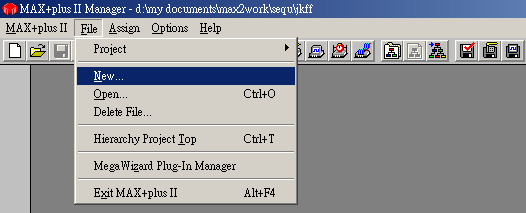 MAX+plus II Manager - d:\my documents\max2work\sequ\jkff
MAX+plus II File Assign Options Help
Project
New...
Open... Ctrl+O
Delete File...
Hierarchy Project Top Ctrl+T
MegaWizard Plug-In Manager
Exit MAX+plus II Alt+F4